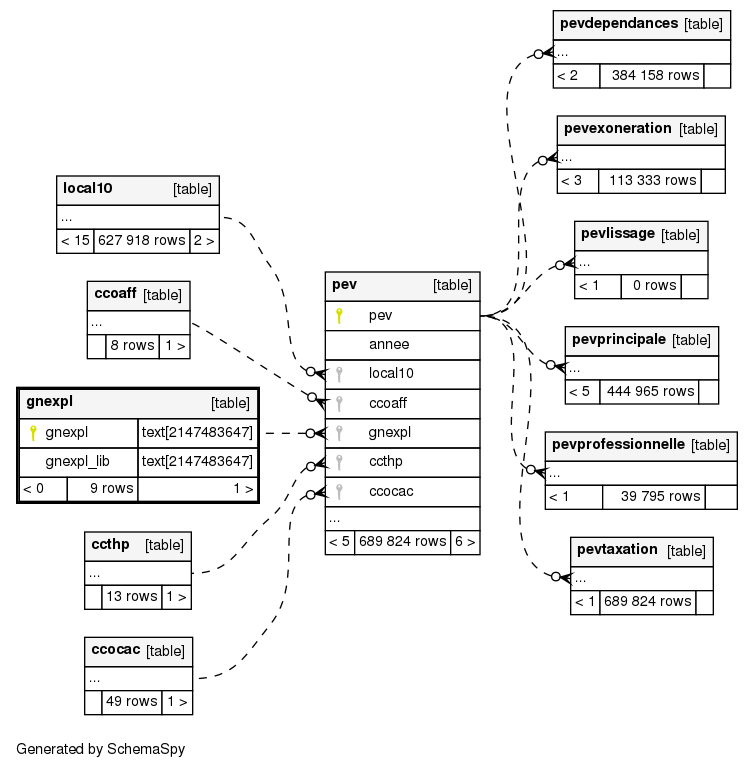 pevdependances [table]
...
< 2 384 158 rows
pevexoneration [table]
...
< 3 113 333 rows
local10 [table]
...
< 15 627 918 rows 2 >
pevlissage [table]
...
< 1 0 rows
ccoaff [table]
...
8 rows 1 >
pev [table]
pev
annee
local10
ccoaff
gnexpl
ccthp
ccocac
...
< 5 689 824 rows 6 >
pevprincipale [table]
...
< 5 444 965 rows
gnexpl [table]
gnexpl text[2147483647]
gnexpl_lib text[2147483647]
< 0 9 rows 1 >
pevprofessionnelle [table]
...
< 1 39 795 rows
ccthp [table]
...
13 rows 1 >
pevtaxation [table]
...
< 1 689 824 rows
ccocac [table]
...
49 rows 1 >
Generated by SchemaSpy